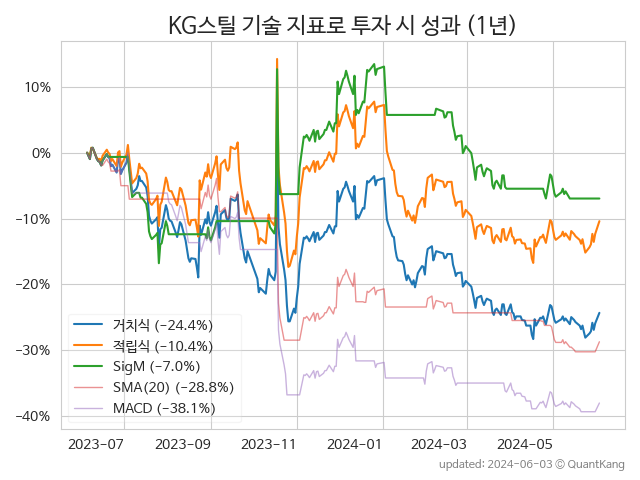 KG스틸 기술 지표로 투자 시 성과 (1년)
10%
0%
−10%
−20%
−30%
−40%
거치식 (−24.4%)
적립식 (−10.4%)
SigM (−7.0%)
SMA(20) (−28.8%)
MACD (−38.1%)
2023−07
2023−09
2023−11
2024−01
2024−03
2024−05
updated: 2024−06−03 ⓒ QuantKang